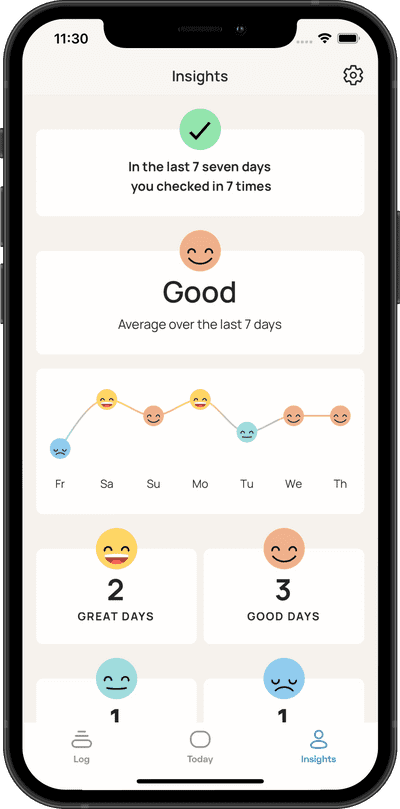 11:30
Insights
In the last 7 seven days
you checked in 7 times
Good
Average over the last 7 days
Fr Sa Su Mo Tu We Th
2 3
GREAT DAYS GOOD DAYS
1 1
Log Today Insights